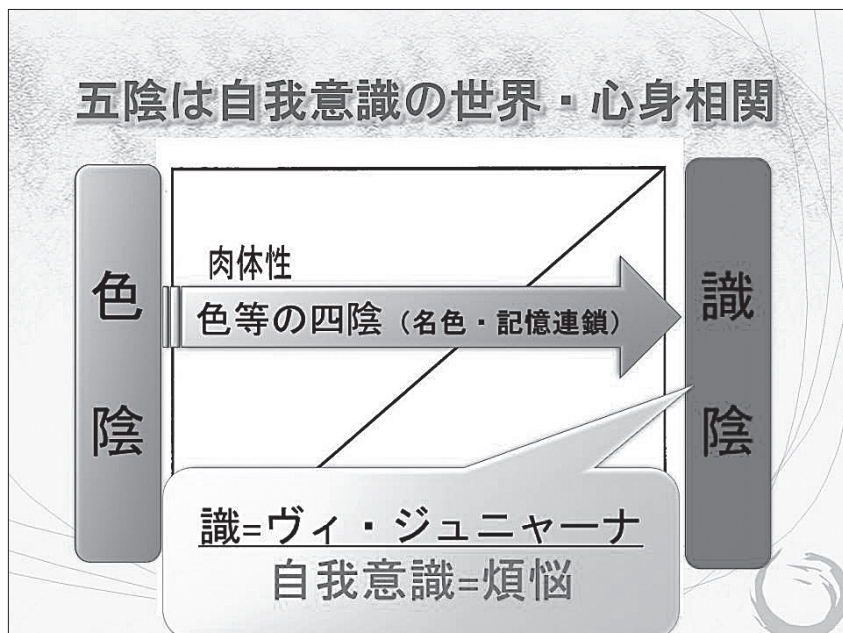 五陰は自我意識の世界・心身相関
色陰
肉体性
色等の四陰（名色・記憶連鎖）
識陰
識=ヴィ・ジュニャーナ
自我意識=煩悩